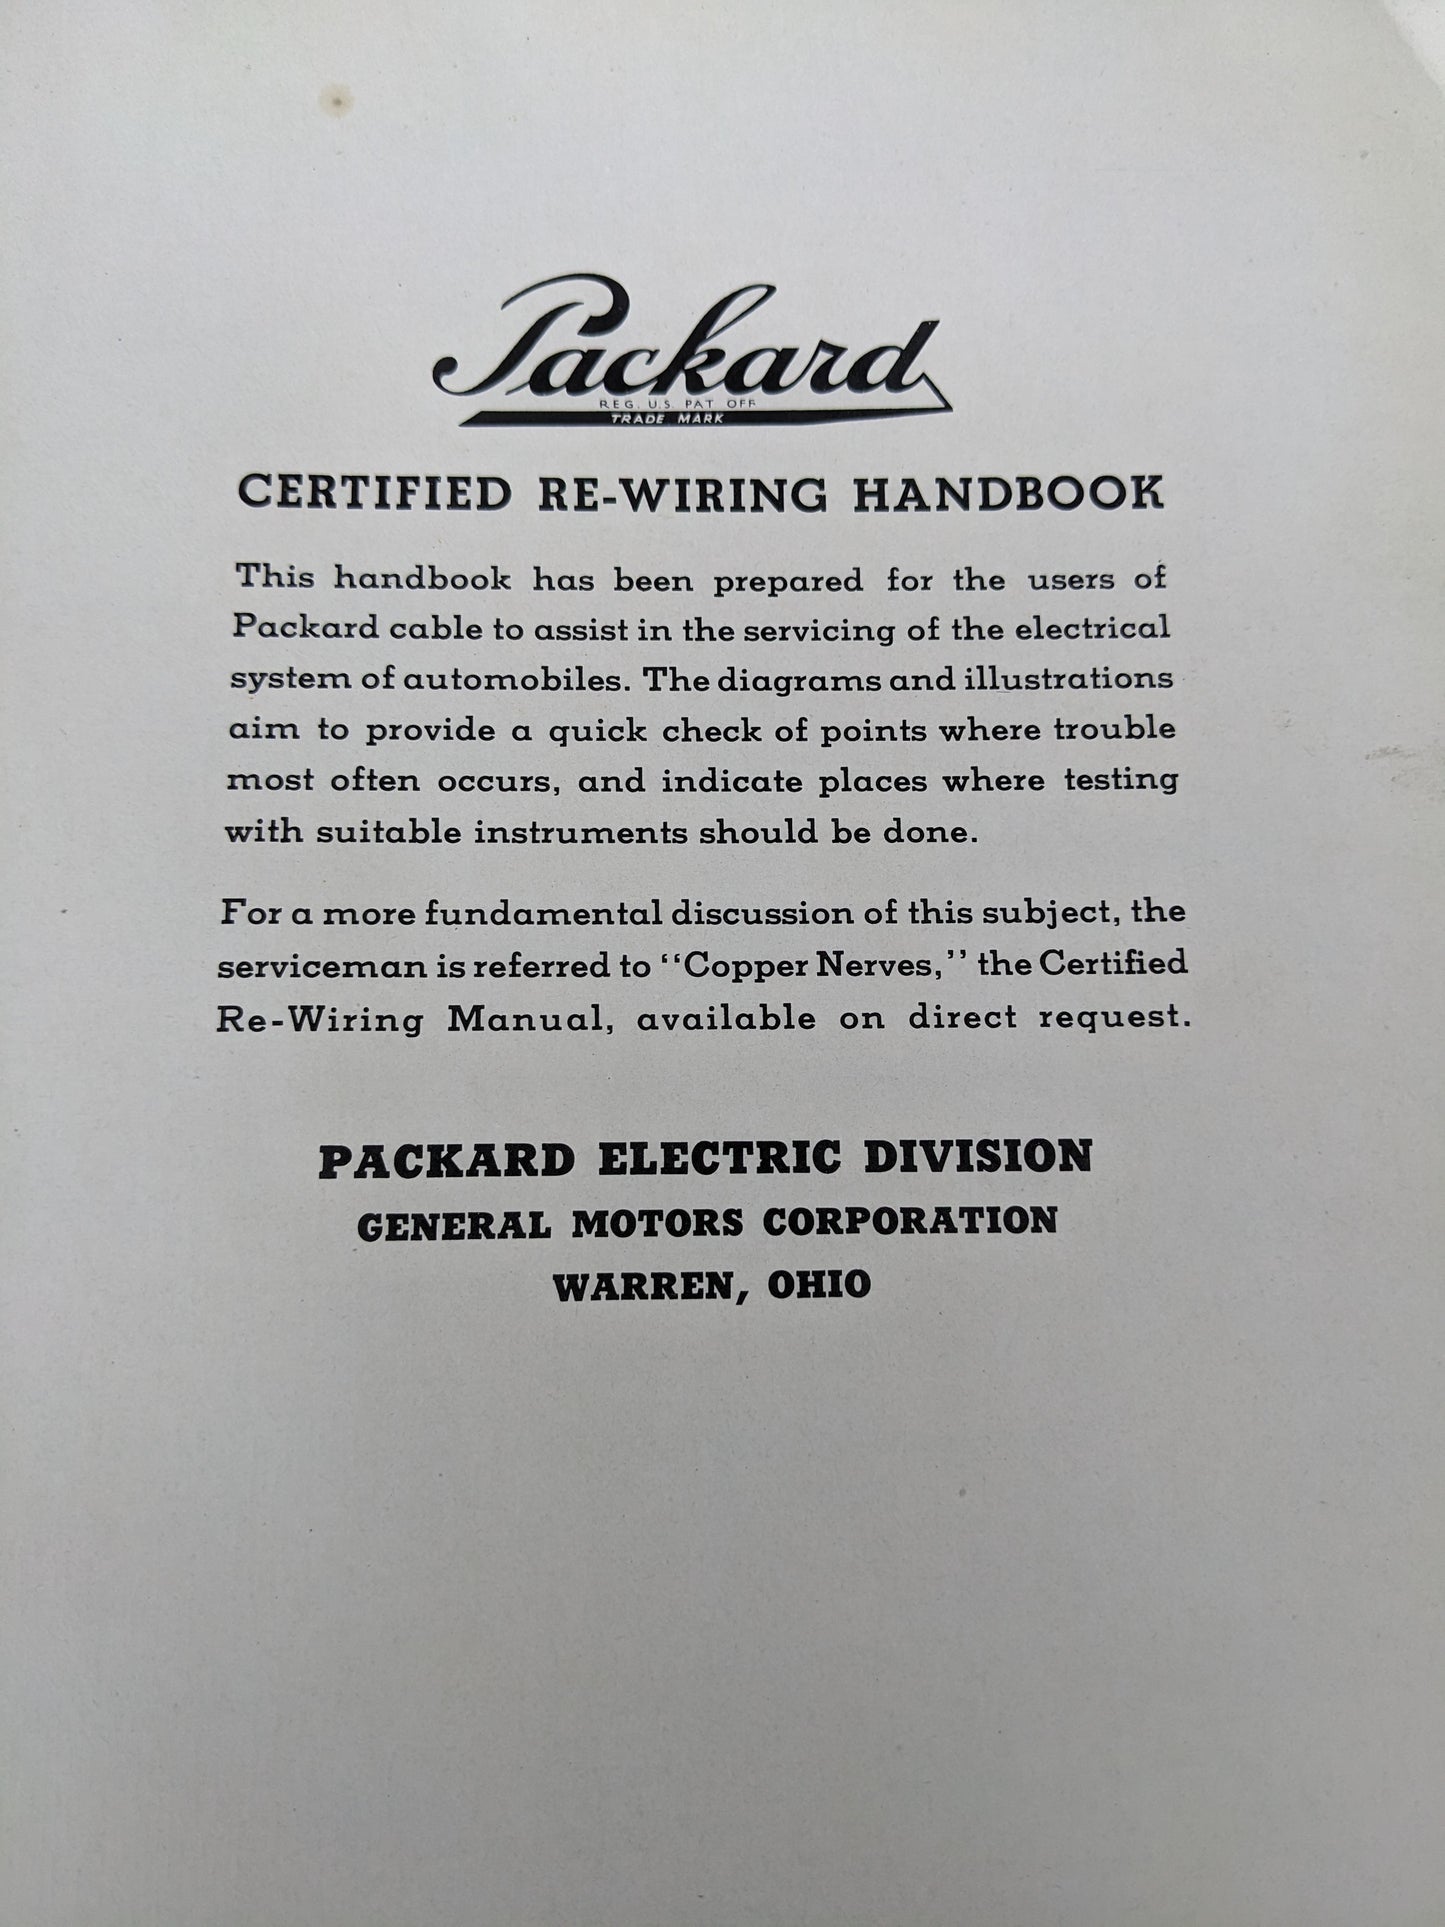 Packard
REG. U.S. PAT OFF
TRADE MARK
CERTIFIED RE-WIRING HANDBOOK
This handbook has been prepared for the users of
Packard cable to assist in the servicing of the electrical
system of automobiles. The diagrams and illustrations
aim to provide a quick check of points where trouble
most often occurs, and indicate places where testing
with suitable instruments should be done.
For a more fundamental discussion of this subject, the
serviceman is referred to ‘‘Copper Nerves,’’ the Certified
Re-Wiring Manual, available on direct request.
PACKARD ELECTRIC DIVISION
GENERAL MOTORS CORPORATION
WARREN, OHIO